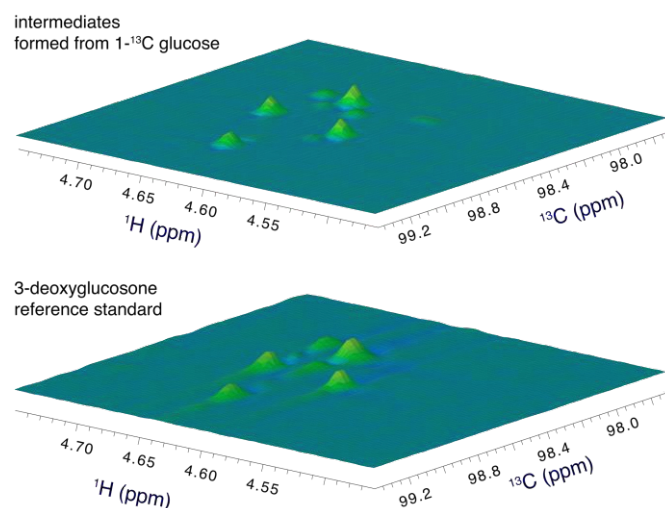 intermediates
formed from 1-¹³C glucose
4.70
4.65
4.60
4.55
¹H (ppm)
99.2
98.8
98.4
98.0
¹³C (ppm)
3-deoxyglucosone
reference standard
4.70
4.65
4.60
4.55
¹H (ppm)
99.2
98.8
98.4
98.0
¹³C (ppm)